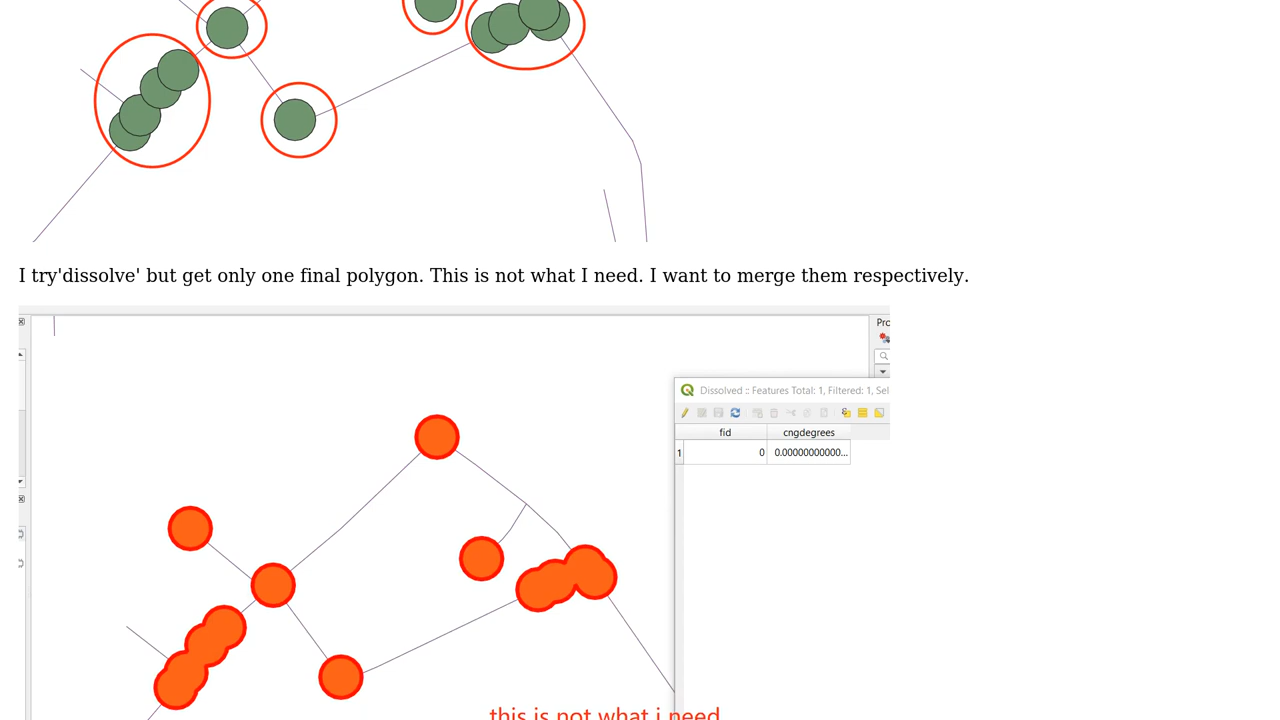 I try'dissolve' but get only one final polygon. This is not what I need. I want to merge them respectively.
Pro
Dissolved :: Features Total: 1, Filtered: 1, Sel
fid cngdegrees
1 0 0.00000000000...
this is not what i need